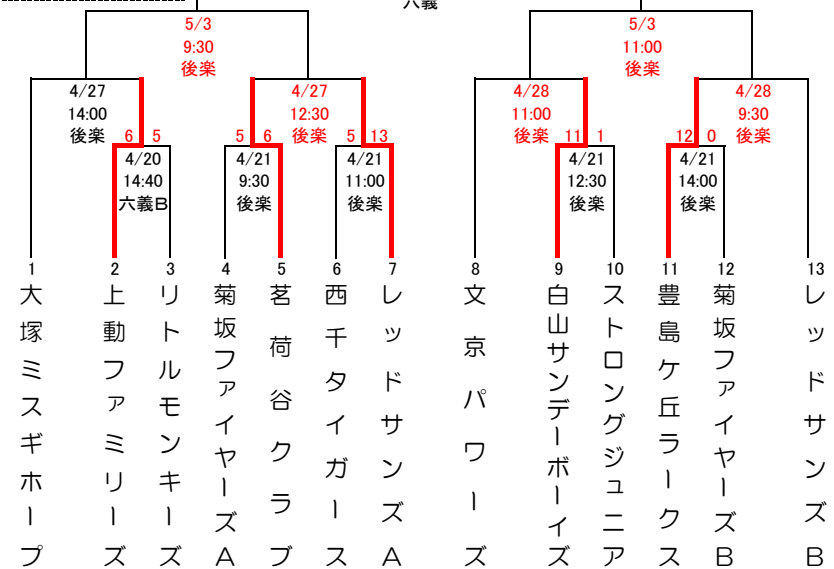 六義
5/3
9:30
後楽
5/3
11:00
後楽
4/27
14:00
後楽
4/27
12:30
後楽
4/28
11:00
後楽
4/28
9:30
後楽
6 5
5 6
5 13
11 1
12 0
4/20
14:40
六義B
4/21
9:30
後楽
4/21
11:00
後楽
4/21
12:30
後楽
4/21
14:00
後楽
1
大塚ミスギホープ
2
上動ファミリーズ
3
リトルモンキーズ
4
菊坂ファイヤーズA
5
茗荷谷クラブ
6
西千タイガース
7
レッドサンズA
8
文京パワーズ
9
白山サンデーボーイズ
10
ストロングジュニア
11
豊島ケ丘ラークス
12
菊坂ファイヤーズB
13
レッドサンズB